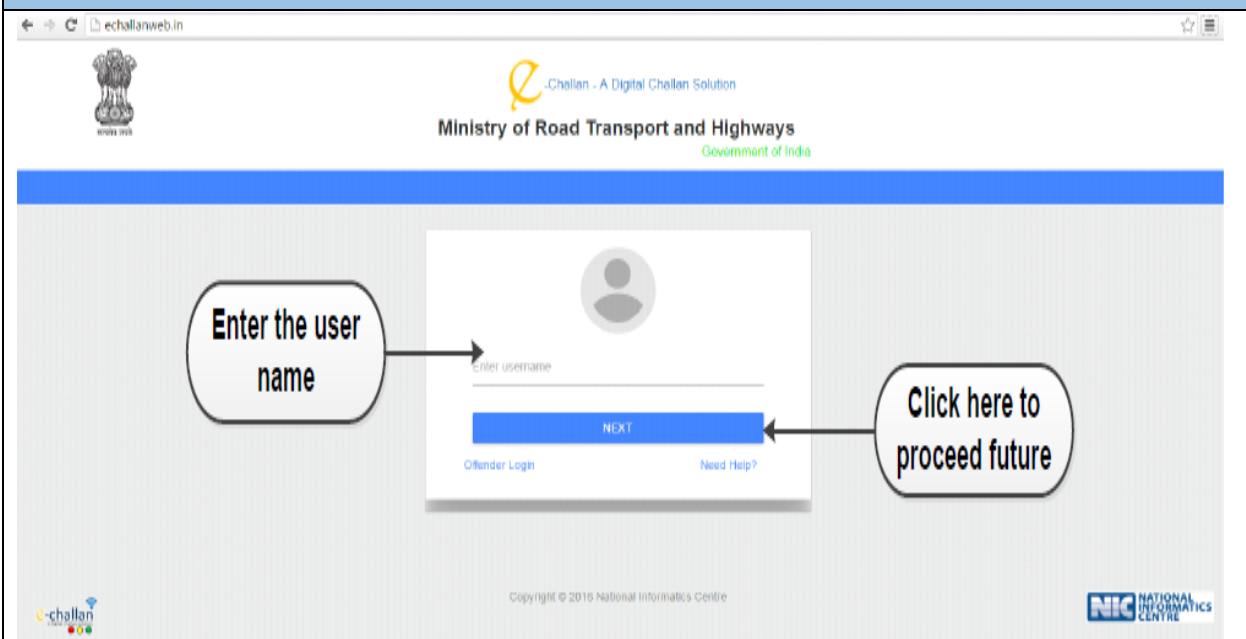 echallanweb.in
e-Challan - A Digital Challan Solution
Ministry of Road Transport and Highways
Government of India
Enter the user
name
Enter username
NEXT
Click here to
proceed future
Offender Login
Need Help?
Copyright © 2016 National Informatics Centre
e-challan
NIC NATIONAL
INFORMATICS
CENTRE